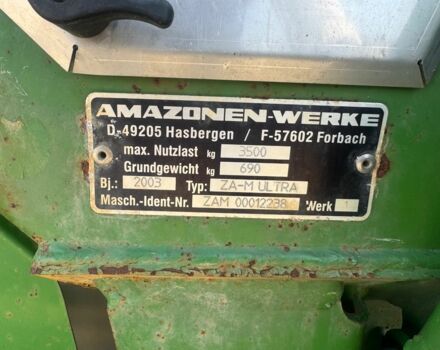 AMAZONEN-WERKE
D-49205 Hasbergen / F-57602 Forbach
max. Nutzlast kg 3500
Grundgewicht kg 690
Bj.: 2003 Typ: ZA-M ULTRA
Masch.-Ident-Nr. ZAM 00012238 Werk 1